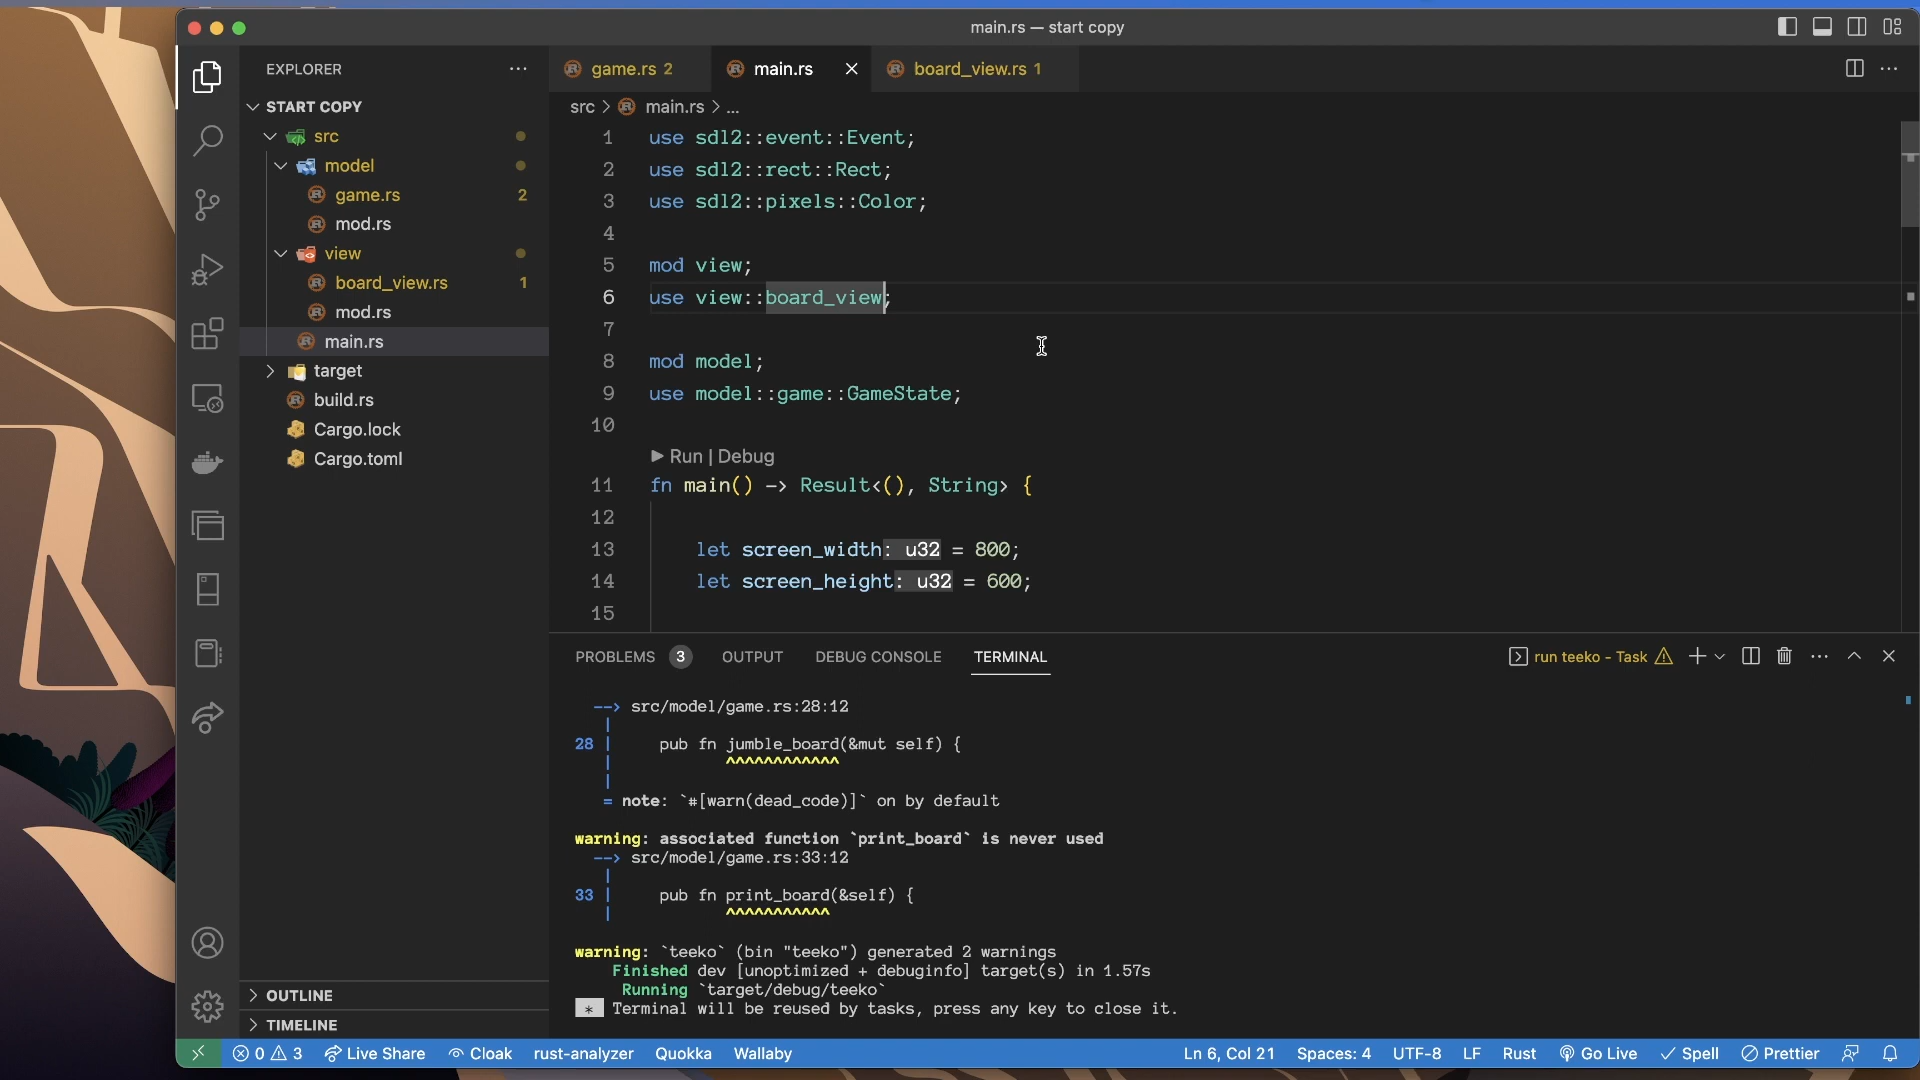 main.rs — start copy
EXPLORER
START COPY
src
model
game.rs 2
mod.rs
view
board_view.rs 1
mod.rs
main.rs
target
build.rs
Cargo.lock
Cargo.toml
OUTLINE
TIMELINE
game.rs 2
main.rs
board_view.rs 1
src > main.rs > ...
1 use sdl2::event::Event;
2 use sdl2::rect::Rect;
3 use sdl2::pixels::Color;
4
5 mod view;
6 use view::board_view;
7
8 mod model;
9 use model::game::GameState;
10
Run | Debug
11 fn main() -> Result<(), String> {
12
13 let screen_width: u32 = 800;
14 let screen_height: u32 = 600;
15
PROBLEMS 3 OUTPUT DEBUG CONSOLE TERMINAL
run teeko - Task
--> src/model/game.rs:28:12
|
28 | pub fn jumble_board(&mut self) {
| ^^^^^^^^^^^^
|
= note: `#[warn(dead_code)]` on by default
warning: associated function `print_board` is never used
--> src/model/game.rs:33:12
|
33 | pub fn print_board(&self) {
| ^^^^^^^^^^^
warning: `teeko` (bin "teeko") generated 2 warnings
Finished dev [unoptimized + debuginfo] target(s) in 1.57s
Running `target/debug/teeko`
* Terminal will be reused by tasks, press any key to close it.
0 3 Live Share Cloak rust-analyzer Quokka Wallaby Ln 6, Col 21 Spaces: 4 UTF-8 LF Rust Go Live Spell Prettier